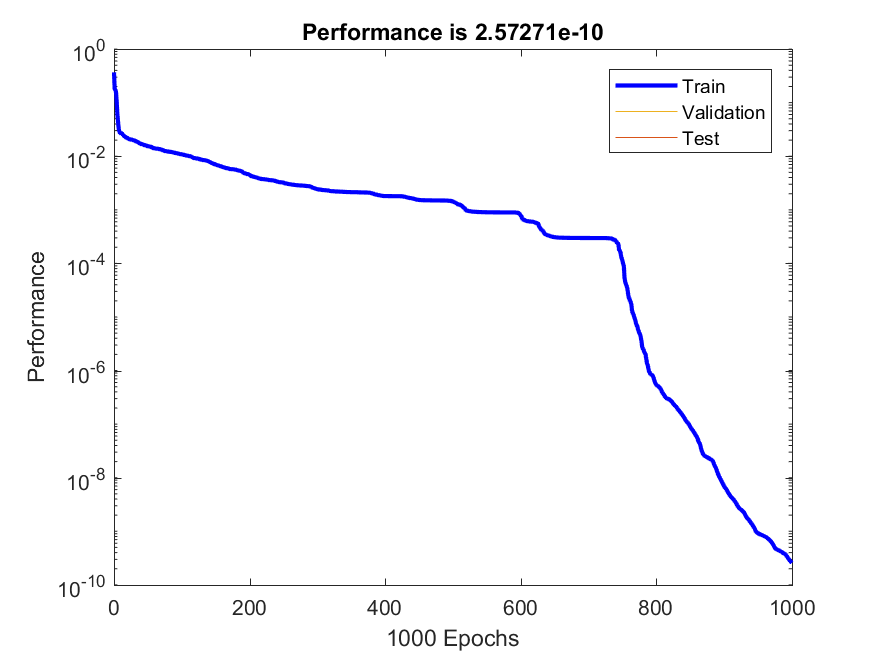 Performance is 2.57271e-10
10^0
10^-2
10^-4
10^-6
10^-8
10^-10
Performance
Train
Validation
Test
0 200 400 600 800 1000
1000 Epochs